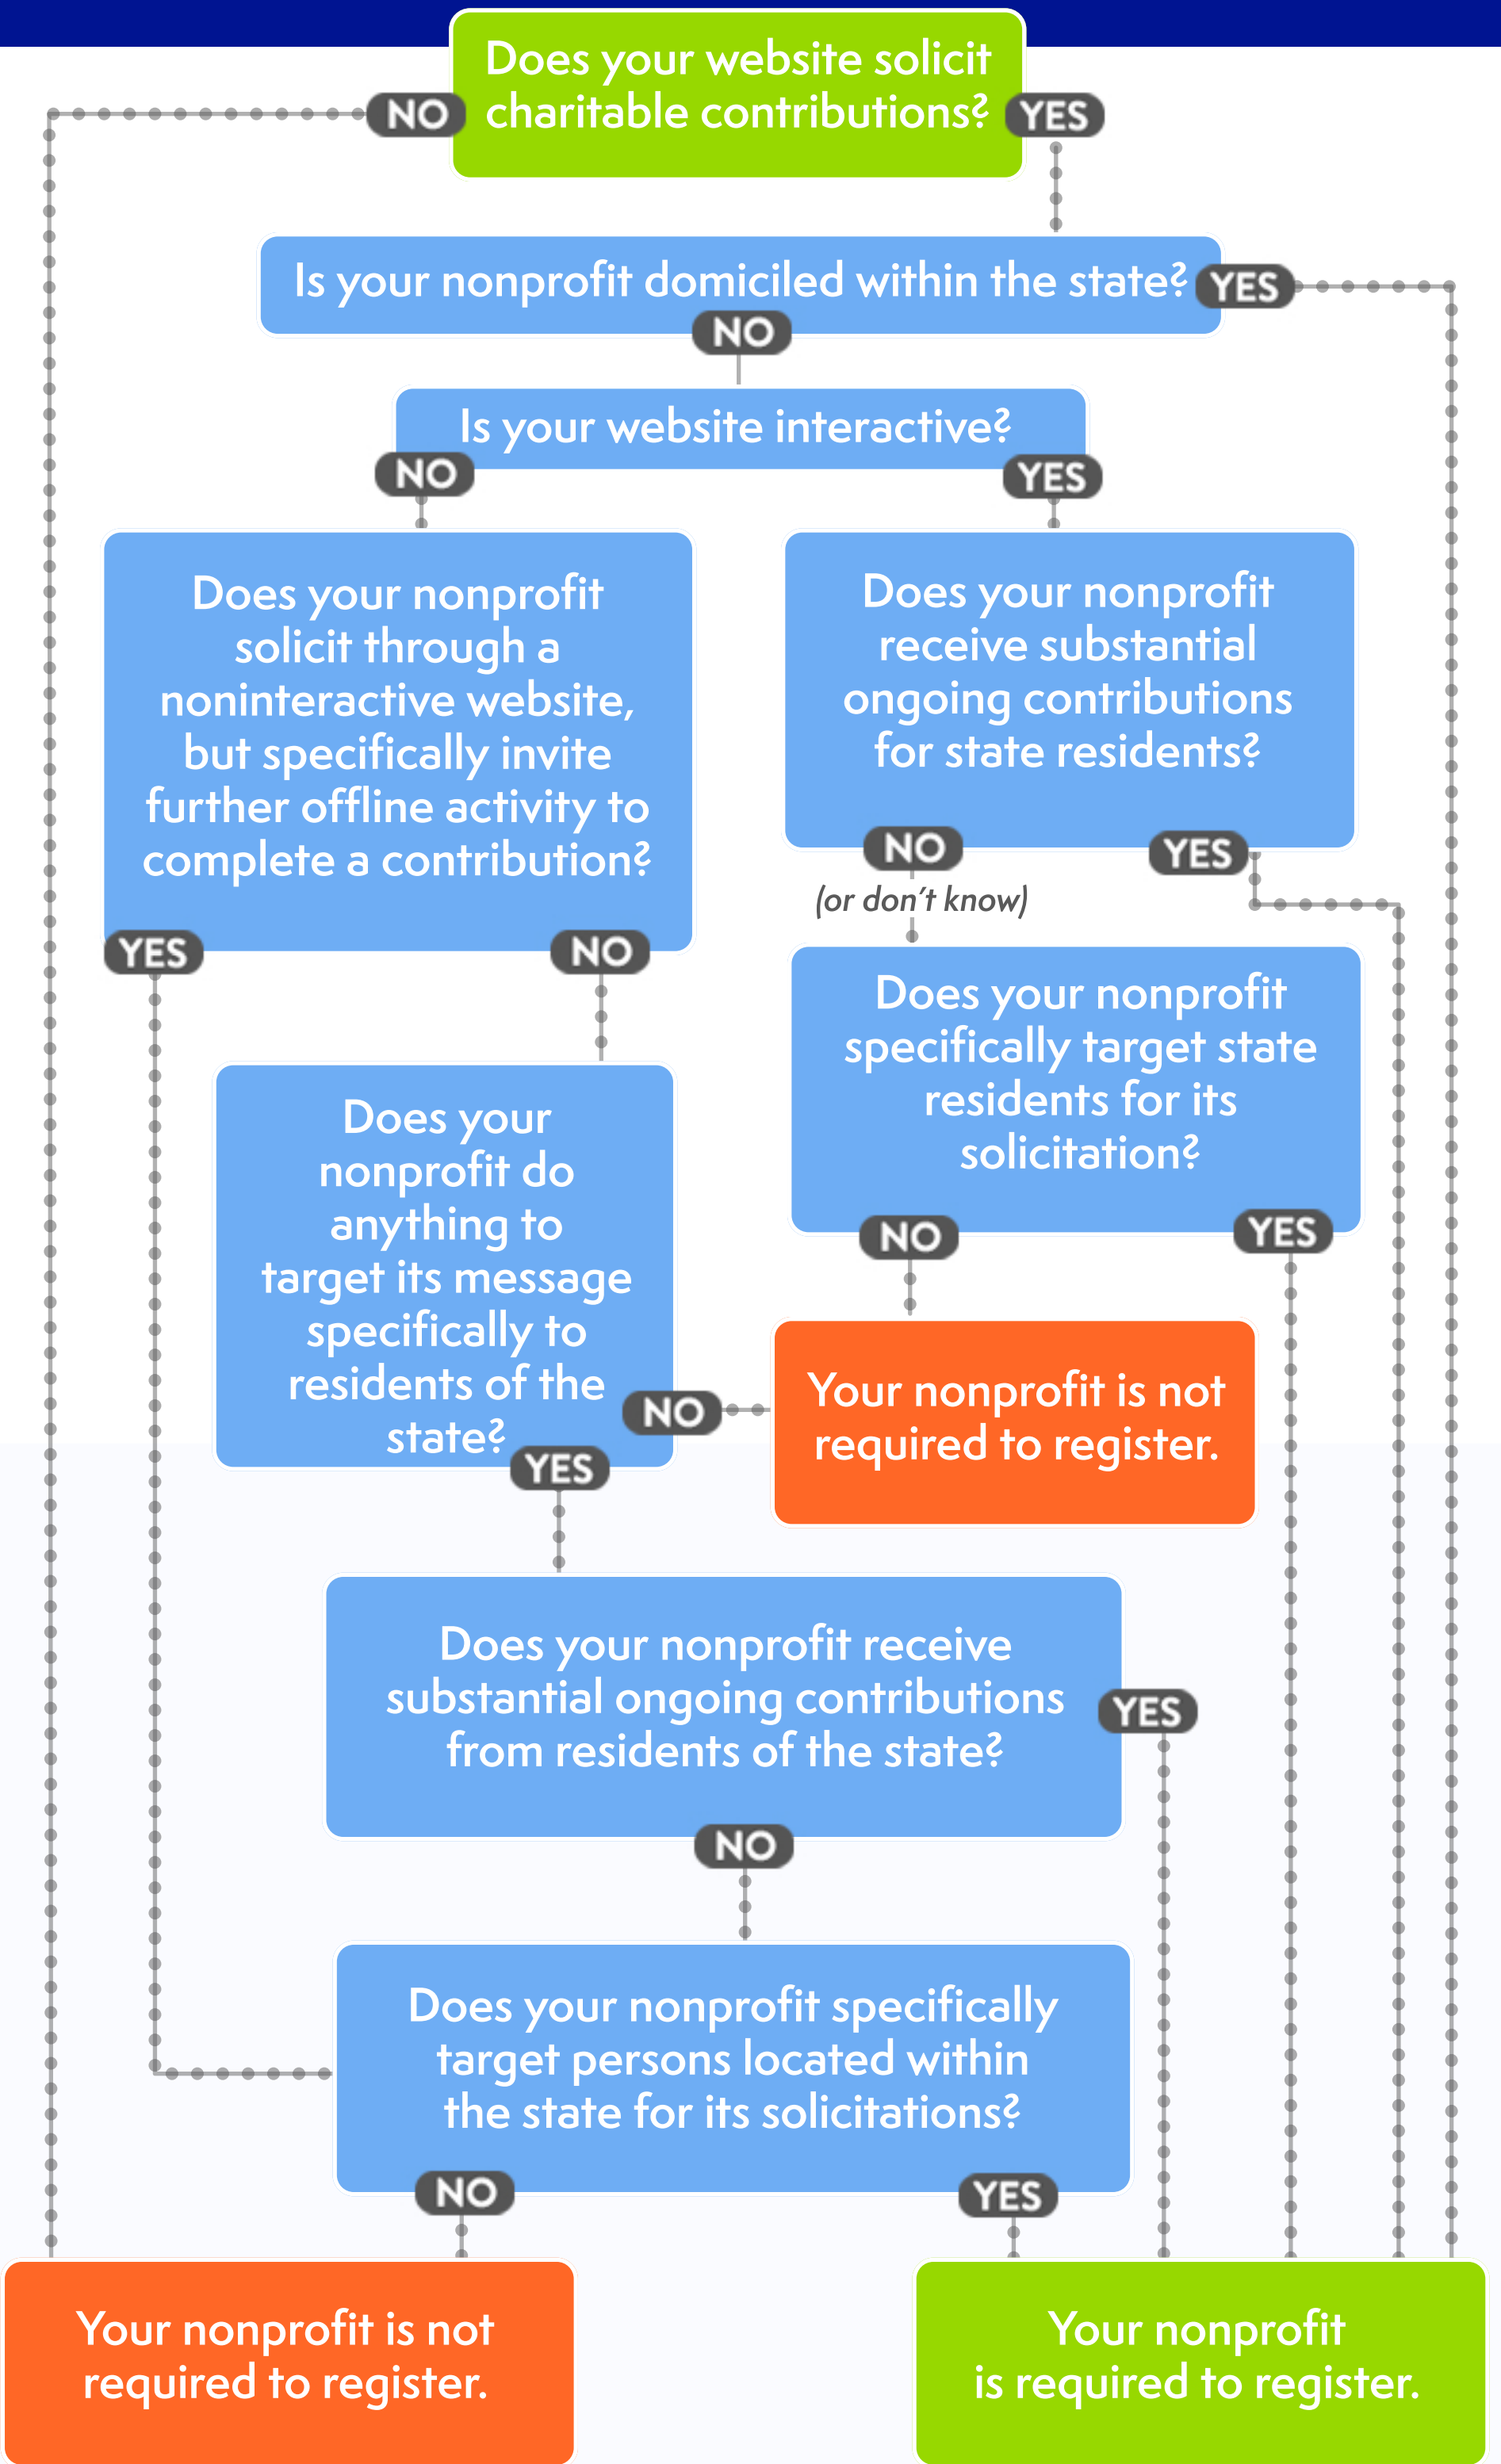 Does your website solicit
charitable contributions?
NO
YES
Is your nonprofit domiciled within the state?
YES
NO
Is your website interactive?
NO
YES
Does your nonprofit
solicit through a
noninteractive website,
but specifically invite
further offline activity to
complete a contribution?
YES
NO
Does your nonprofit
receive substantial
ongoing contributions
for state residents?
NO
YES
(or don't know)
Does your nonprofit
specifically target state
residents for its
solicitation?
NO
YES
Does your
nonprofit do
anything to
target its message
specifically to
residents of the
state?
NO
YES
Your nonprofit is not
required to register.
Does your nonprofit receive
substantial ongoing contributions
from residents of the state?
YES
NO
Does your nonprofit specifically
target persons located within
the state for its solicitations?
NO
YES
Your nonprofit is not
required to register.
Your nonprofit
is required to register.